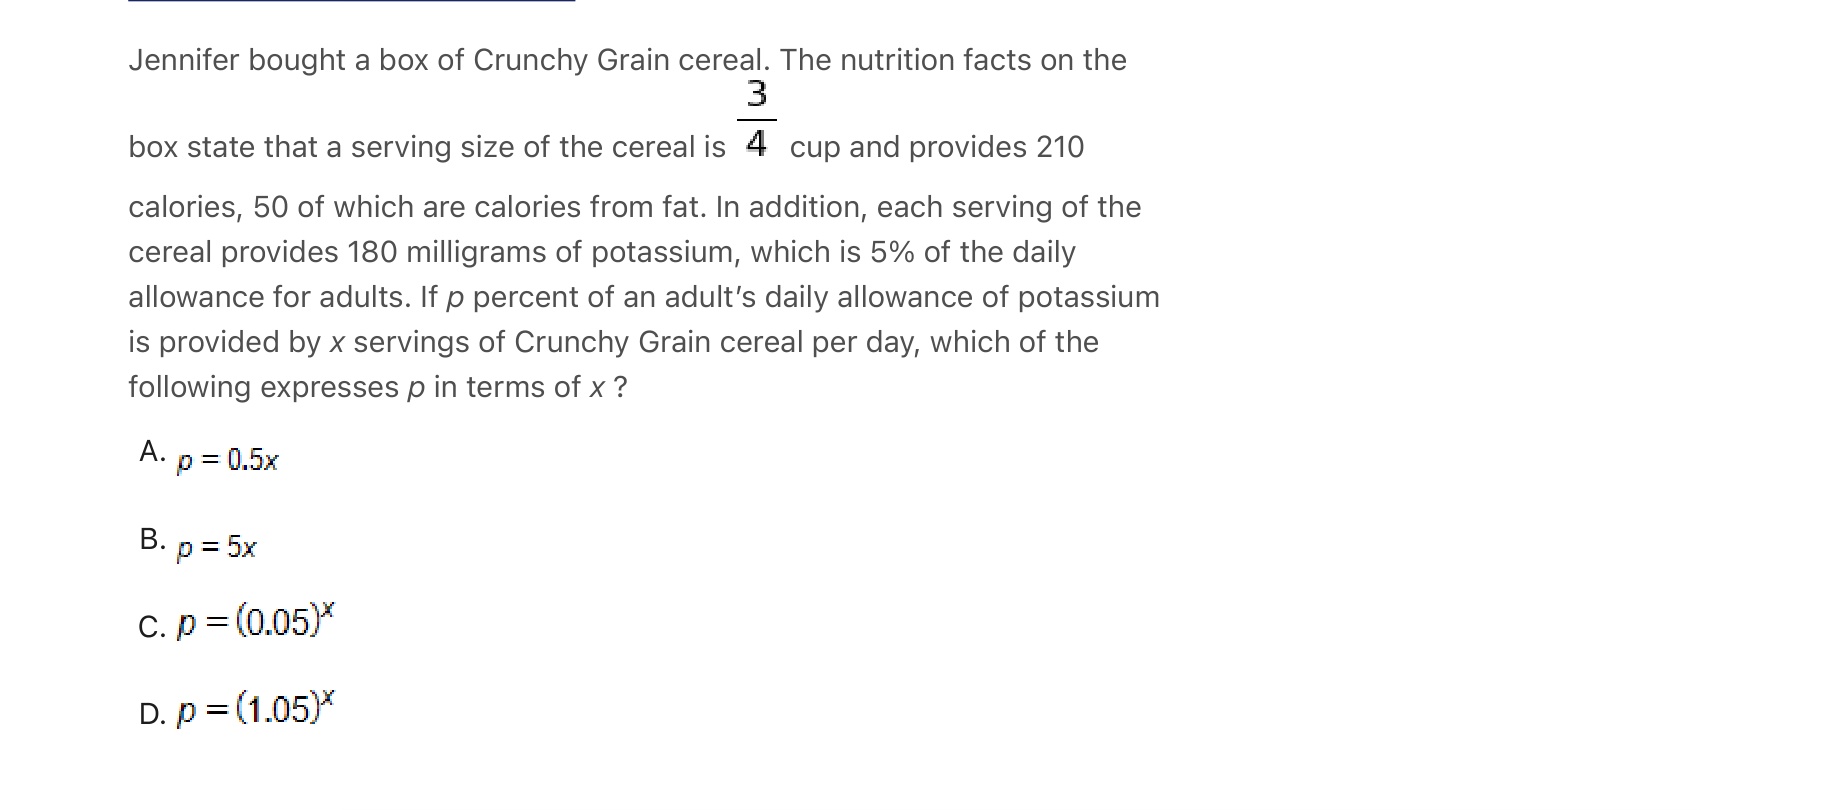 Jennifer bought a box of Crunchy Grain cereal. The nutrition facts on the
box state that a serving size of the cereal is 3/4 cup and provides 210
calories, 50 of which are calories from fat. In addition, each serving of the
cereal provides 180 milligrams of potassium, which is 5% of the daily
allowance for adults. If p percent of an adult’s daily allowance of potassium
is provided by x servings of Crunchy Grain cereal per day, which of the
following expresses p in terms of x ?
A. p = 0.5x
B. p = 5x
C. p = (0.05)^x
D. p = (1.05)^x